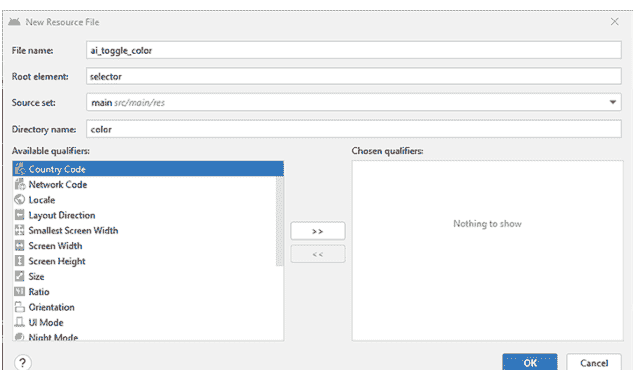 New Resource File
File name: ai_toggle_color
Root element: selector
Source set: main src/main/res
Directory name: color
Available qualifiers: Chosen qualifiers:
Country Code
Network Code
Locale
Layout Direction
Smallest Screen Width
Screen Width
Screen Height
Size
Ratio
Orientation
UI Mode
Night Mode
>>
<<
Nothing to show
? OK Cancel